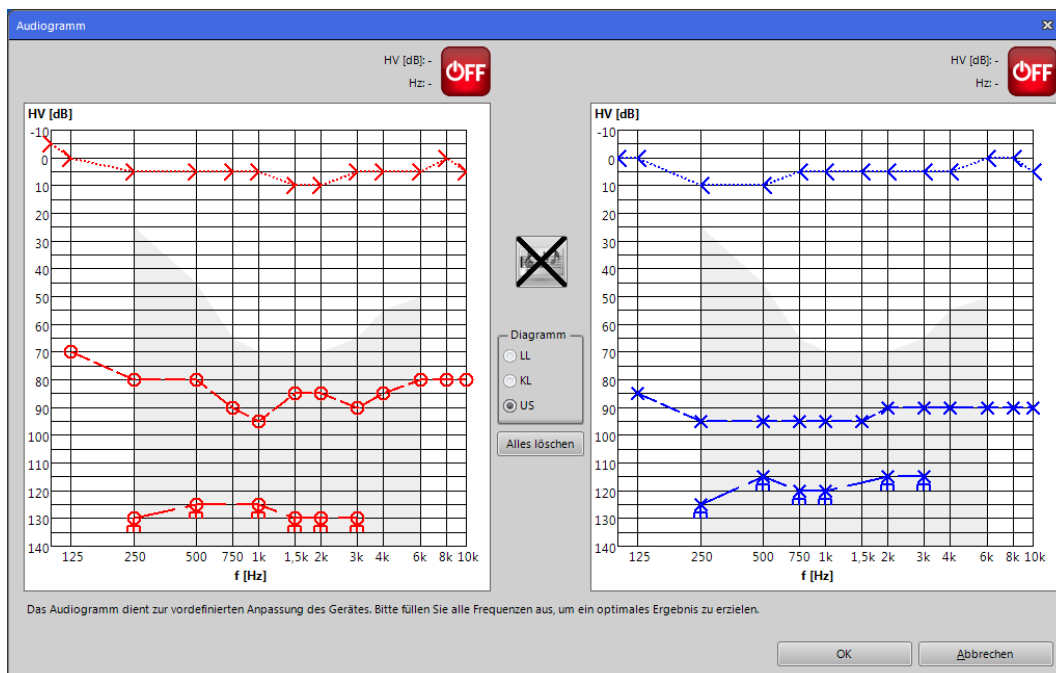 Audiogramm
HV [dB]: -
Hz: -
OFF
HV [dB]: -
Hz: -
OFF
HV [dB]
-10
0
10
20
30
40
50
60
70
80
90
100
110
120
130
140
125 250 500 750 1k 1,5k 2k 3k 4k 6k 8k 10k
f [Hz]
Diagramm
LL
KL
US
Alles löschen
HV [dB]
-10
0
10
20
30
40
50
60
70
80
90
100
110
120
130
140
125 250 500 750 1k 1,5k 2k 3k 4k 6k 8k 10k
f [Hz]
Das Audiogramm dient zur vordefinierten Anpassung des Gerätes. Bitte füllen Sie alle Frequenzen aus, um ein optimales Ergebnis zu erzielen.
OK Abbrechen